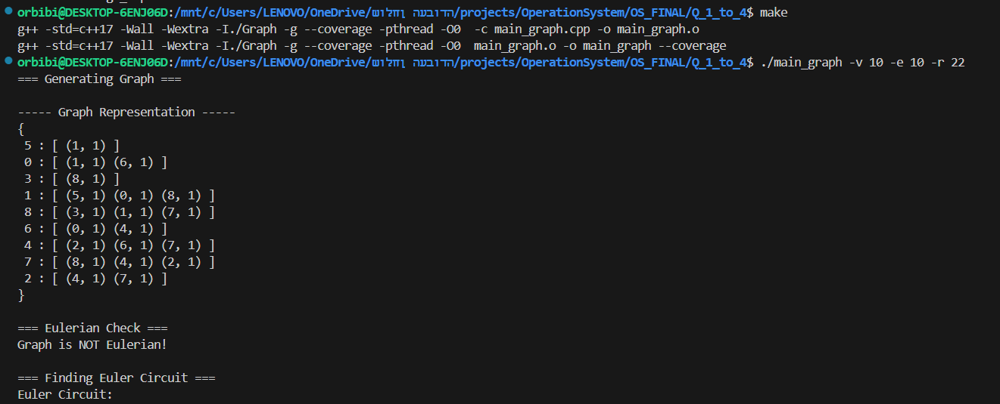 orbibi@DESKTOP-6ENJ06D:/mnt/c/Users/LENOVO/OneDrive/שולחן העבודה/projects/OperationSystem/OS_FINAL/Q_1_to_4$ make
g++ -std=c++17 -Wall -Wextra -I./Graph -g --coverage -pthread -O0  -c main_graph.cpp -o main_graph.o
g++ -std=c++17 -Wall -Wextra -I./Graph -g --coverage -pthread -O0  main_graph.o -o main_graph --coverage
orbibi@DESKTOP-6ENJ06D:/mnt/c/Users/LENOVO/OneDrive/שולחן העבודה/projects/OperationSystem/OS_FINAL/Q_1_to_4$ ./main_graph -v 10 -e 10 -r 22
=== Generating Graph ===
----- Graph Representation -----
{
5 : [ (1, 1) ]
0 : [ (1, 1) (6, 1) ]
3 : [ (8, 1) ]
1 : [ (5, 1) (0, 1) (8, 1) ]
8 : [ (3, 1) (1, 1) (7, 1) ]
6 : [ (0, 1) (4, 1) ]
4 : [ (2, 1) (6, 1) (7, 1) ]
7 : [ (8, 1) (4, 1) (2, 1) ]
2 : [ (4, 1) (7, 1) ]
}
=== Eulerian Check ===
Graph is NOT Eulerian!
=== Finding Euler Circuit ===
Euler Circuit: